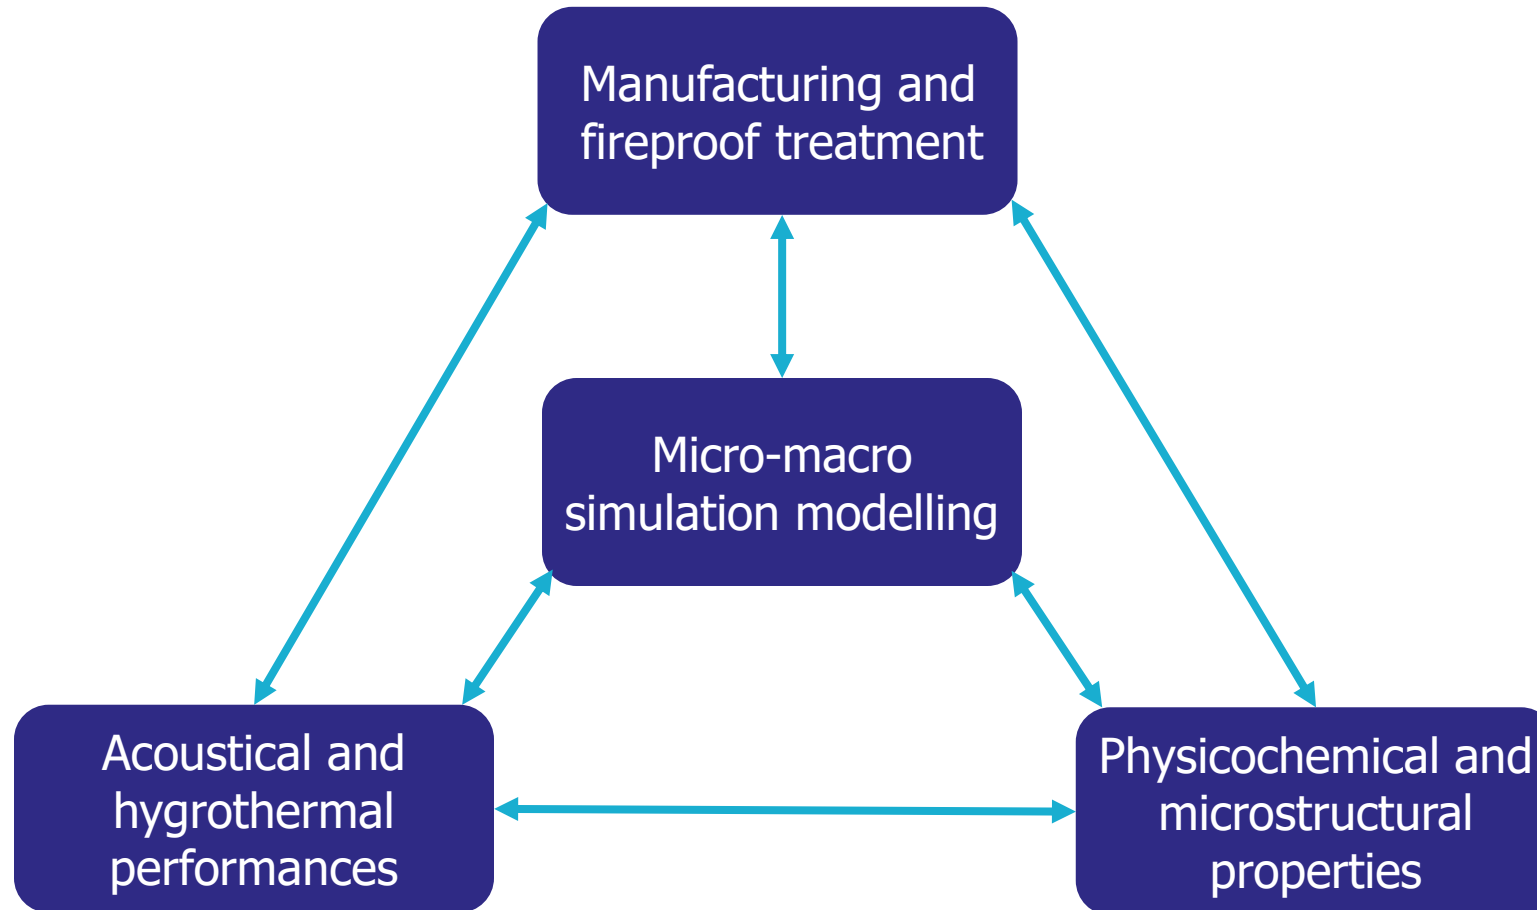 Manufacturing and
fireproof treatment
Micro-macro
simulation modelling
Acoustical and
hygrothermal
performances
Physicochemical and
microstructural
properties